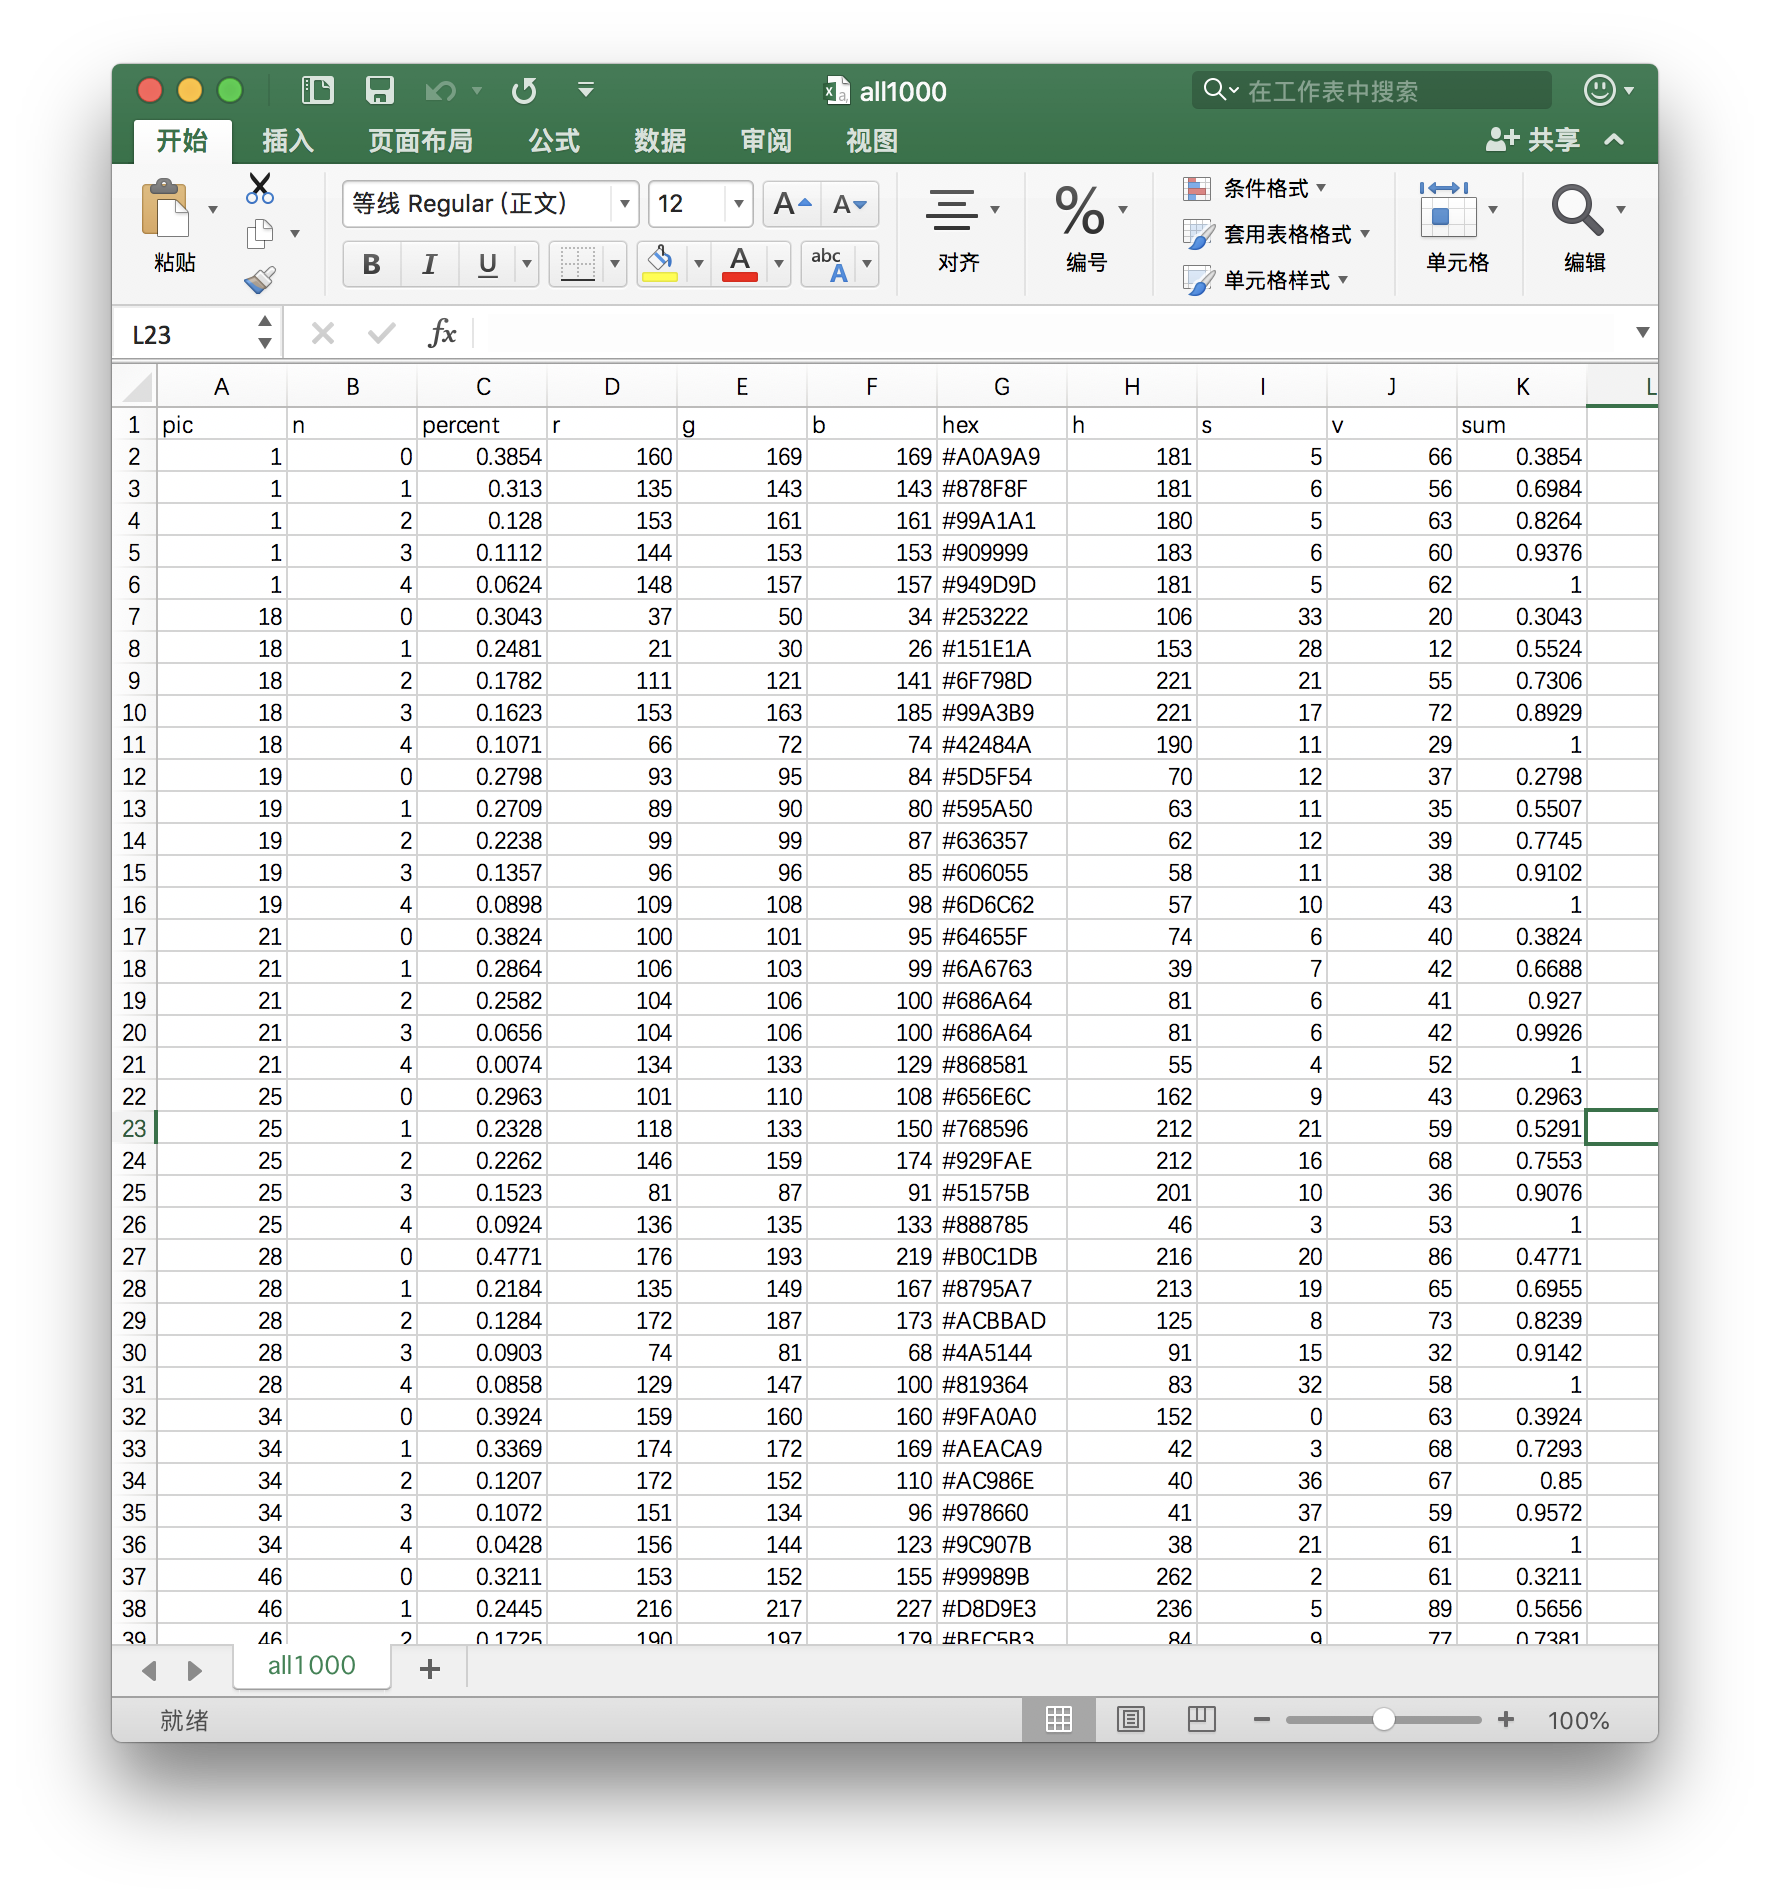 all1000
在工作表中搜索
开始 插入 页面布局 公式 数据 审阅 视图 共享
粘贴
等线 Regular (正文) 12 A A
B I U A abc A
对齐
% 编号
条件格式
套用表格格式
单元格样式
单元格
编辑
L23 fx
A B C D E F G H I J K L
1 pic n percent r g b hex h s v sum
2 1 0 0.3854 160 169 169 #A0A9A9 181 5 66 0.3854
3 1 1 0.313 135 143 143 #878F8F 181 6 56 0.6984
4 1 2 0.128 153 161 161 #99A1A1 180 5 63 0.8264
5 1 3 0.1112 144 153 153 #909999 183 6 60 0.9376
6 1 4 0.0624 148 157 157 #949D9D 181 5 62 1
7 18 0 0.3043 37 50 34 #253222 106 33 20 0.3043
8 18 1 0.2481 21 30 26 #151E1A 153 28 12 0.5524
9 18 2 0.1782 111 121 141 #6F798D 221 21 55 0.7306
10 18 3 0.1623 153 163 185 #99A3B9 221 17 72 0.8929
11 18 4 0.1071 66 72 74 #42484A 190 11 29 1
12 19 0 0.2798 93 95 84 #5D5F54 70 12 37 0.2798
13 19 1 0.2709 89 90 80 #595A50 63 11 35 0.5507
14 19 2 0.2238 99 99 87 #636357 62 12 39 0.7745
15 19 3 0.1357 96 96 85 #606055 58 11 38 0.9102
16 19 4 0.0898 109 108 98 #6D6C62 57 10 43 1
17 21 0 0.3824 100 101 95 #64655F 74 6 40 0.3824
18 21 1 0.2864 106 103 99 #6A6763 39 7 42 0.6688
19 21 2 0.2582 104 106 100 #686A64 81 6 41 0.927
20 21 3 0.0656 104 106 100 #686A64 81 6 42 0.9926
21 21 4 0.0074 134 133 129 #868581 55 4 52 1
22 25 0 0.2963 101 110 108 #656E6C 162 9 43 0.2963
23 25 1 0.2328 118 133 150 #768596 212 21 59 0.5291
24 25 2 0.2262 146 159 174 #929FAE 212 16 68 0.7553
25 25 3 0.1523 81 87 91 #51575B 201 10 36 0.9076
26 25 4 0.0924 136 135 133 #888785 46 3 53 1
27 28 0 0.4771 176 193 219 #B0C1DB 216 20 86 0.4771
28 28 1 0.2184 135 149 167 #8795A7 213 19 65 0.6955
29 28 2 0.1284 172 187 173 #ACBBAD 125 8 73 0.8239
30 28 3 0.0903 74 81 68 #4A5144 91 15 32 0.9142
31 28 4 0.0858 129 147 100 #819364 83 32 58 1
32 34 0 0.3924 159 160 160 #9FA0A0 152 0 63 0.3924
33 34 1 0.3369 174 172 169 #AEACA9 42 3 68 0.7293
34 34 2 0.1207 172 152 110 #AC986E 40 36 67 0.85
35 34 3 0.1072 151 134 96 #978660 41 37 59 0.9572
36 34 4 0.0428 156 144 123 #9C907B 38 21 61 1
37 46 0 0.3211 153 152 155 #99989B 262 2 61 0.3211
38 46 1 0.2445 216 217 227 #D8D9E3 236 5 89 0.5656
39 46 2 0.1725 190 197 179 #BEC5B3 84 9 77 0.7381
all1000 +
就绪 100%